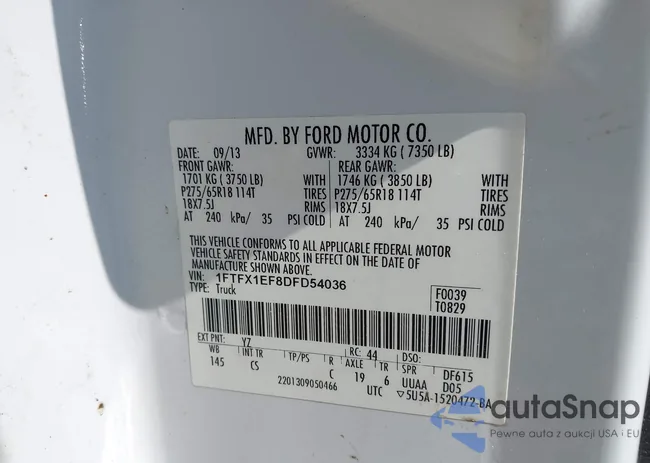 MFD. BY FORD MOTOR CO.
DATE: 09/13 GVWR: 3334 KG ( 7350 LB)
FRONT GAWR: REAR GAWR:
1701 KG ( 3750 LB) WITH 1746 KG ( 3850 LB) WITH
P275/65R18 114T TIRES P275/65R18 114T TIRES
18X7.5J RIMS 18X7.5J RIMS
AT 240 kPa/ 35 PSI COLD AT 240 kPa/ 35 PSI COLD
THIS VEHICLE CONFORMS TO ALL APPLICABLE FEDERAL MOTOR
VEHICLE SAFETY STANDARDS IN EFFECT ON THE DATE OF
MANUFACTURE SHOWN ABOVE.
VIN: 1FTFX1EF8DFD54036
TYPE: Truck
F0039
T0829
EXT PNT: YZ RC: 44 DSO:
WB INT TR TP/PS R AXLE TR SPR DF615
145 CS C 19 6 UUAA D05
2201309050466 UTC ▽5U5A-1520472-BA
autaSnap
Pewne auta z aukcji USA i EU